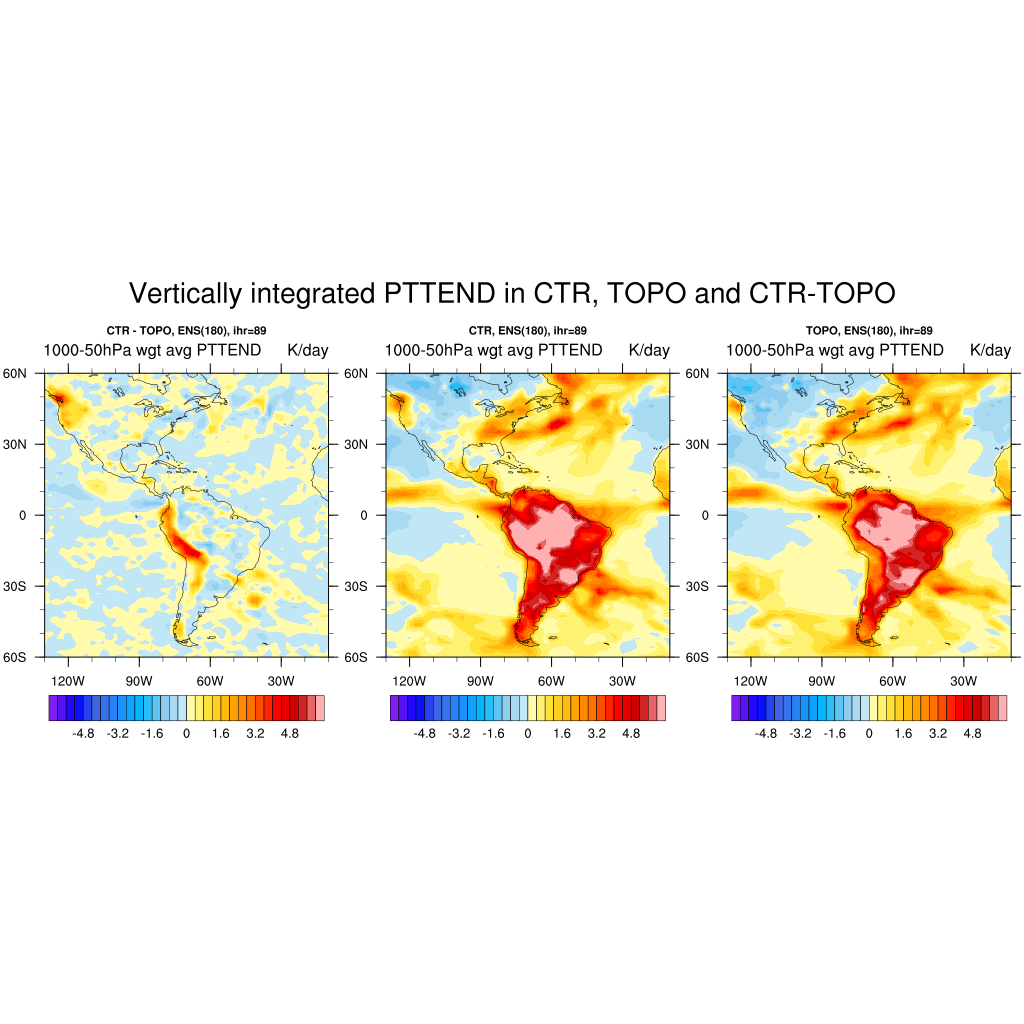 Vertically integrated PTTEND in CTR, TOPO and CTR-TOPO
CTR - TOPO, ENS(180), ihr=89
1000-50hPa wgt avg PTTEND K/day
60N
30N
0
30S
60S
120W 90W 60W 30W
-4.8 -3.2 -1.6 0 1.6 3.2 4.8
CTR, ENS(180), ihr=89
1000-50hPa wgt avg PTTEND K/day
60N
30N
0
30S
60S
120W 90W 60W 30W
-4.8 -3.2 -1.6 0 1.6 3.2 4.8
TOPO, ENS(180), ihr=89
1000-50hPa wgt avg PTTEND K/day
60N
30N
0
30S
60S
120W 90W 60W 30W
-4.8 -3.2 -1.6 0 1.6 3.2 4.8